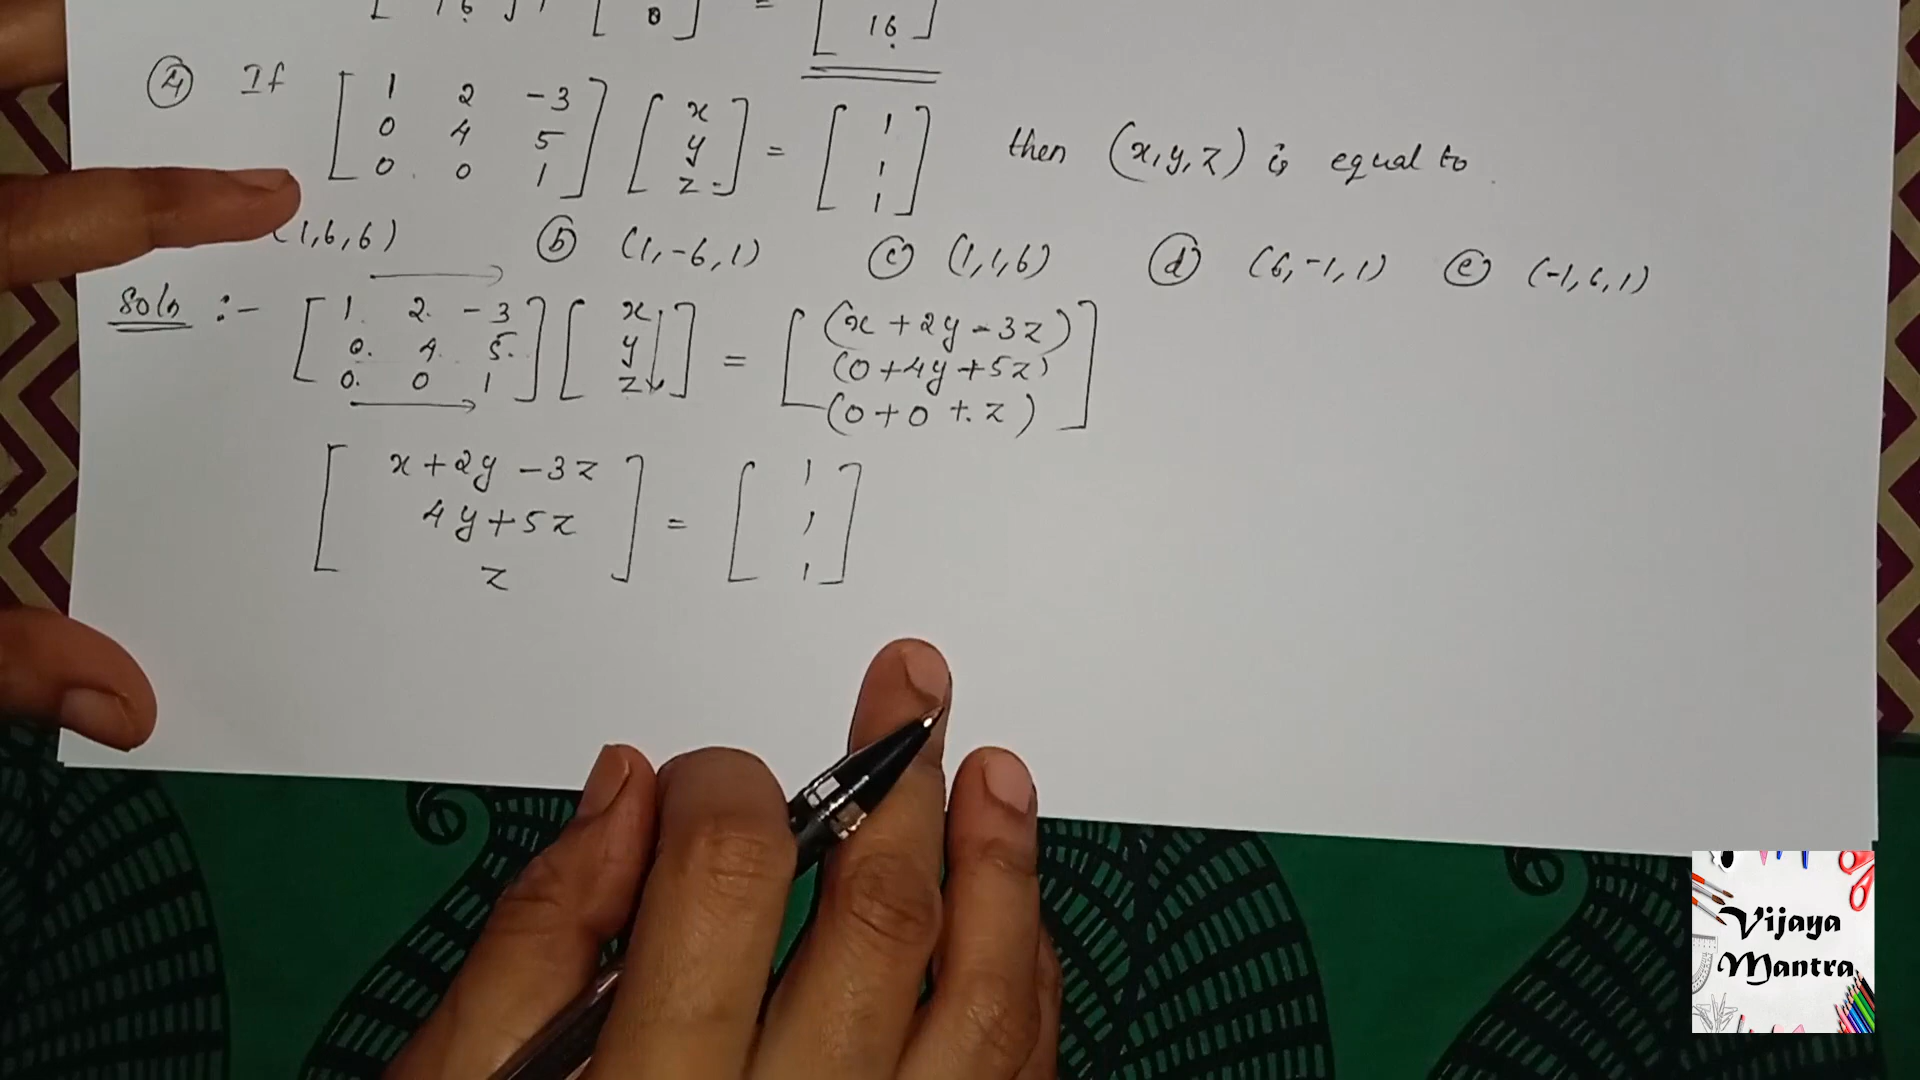 16
④ If [ 1 2 -3 ] [ x ] = [ 1 ] then (x, y, z) is equal to
[ 0 4 5 ] [ y ] [ 1 ]
[ 0 0 1 ] [ z ] [ 1 ]
(1,6,6) ⓑ (1,-6,1) ⓒ (1,1,6) ⓓ (6,-1,1) ⓔ (-1,6,1)
Soln :- [ 1. 2. -3 ] [ x ] = [ (x + 2y - 3z) ]
[ 0. 4. 5. ] [ y ] [ (0 + 4y + 5z) ]
[ 0. 0 1 ] [ z ] [ (0 + 0 + z) ]
[ x + 2y - 3z ] = [ 1 ]
[ 4y + 5z ] [ 1 ]
[ z ] [ 1 ]
Vijaya
Mantra